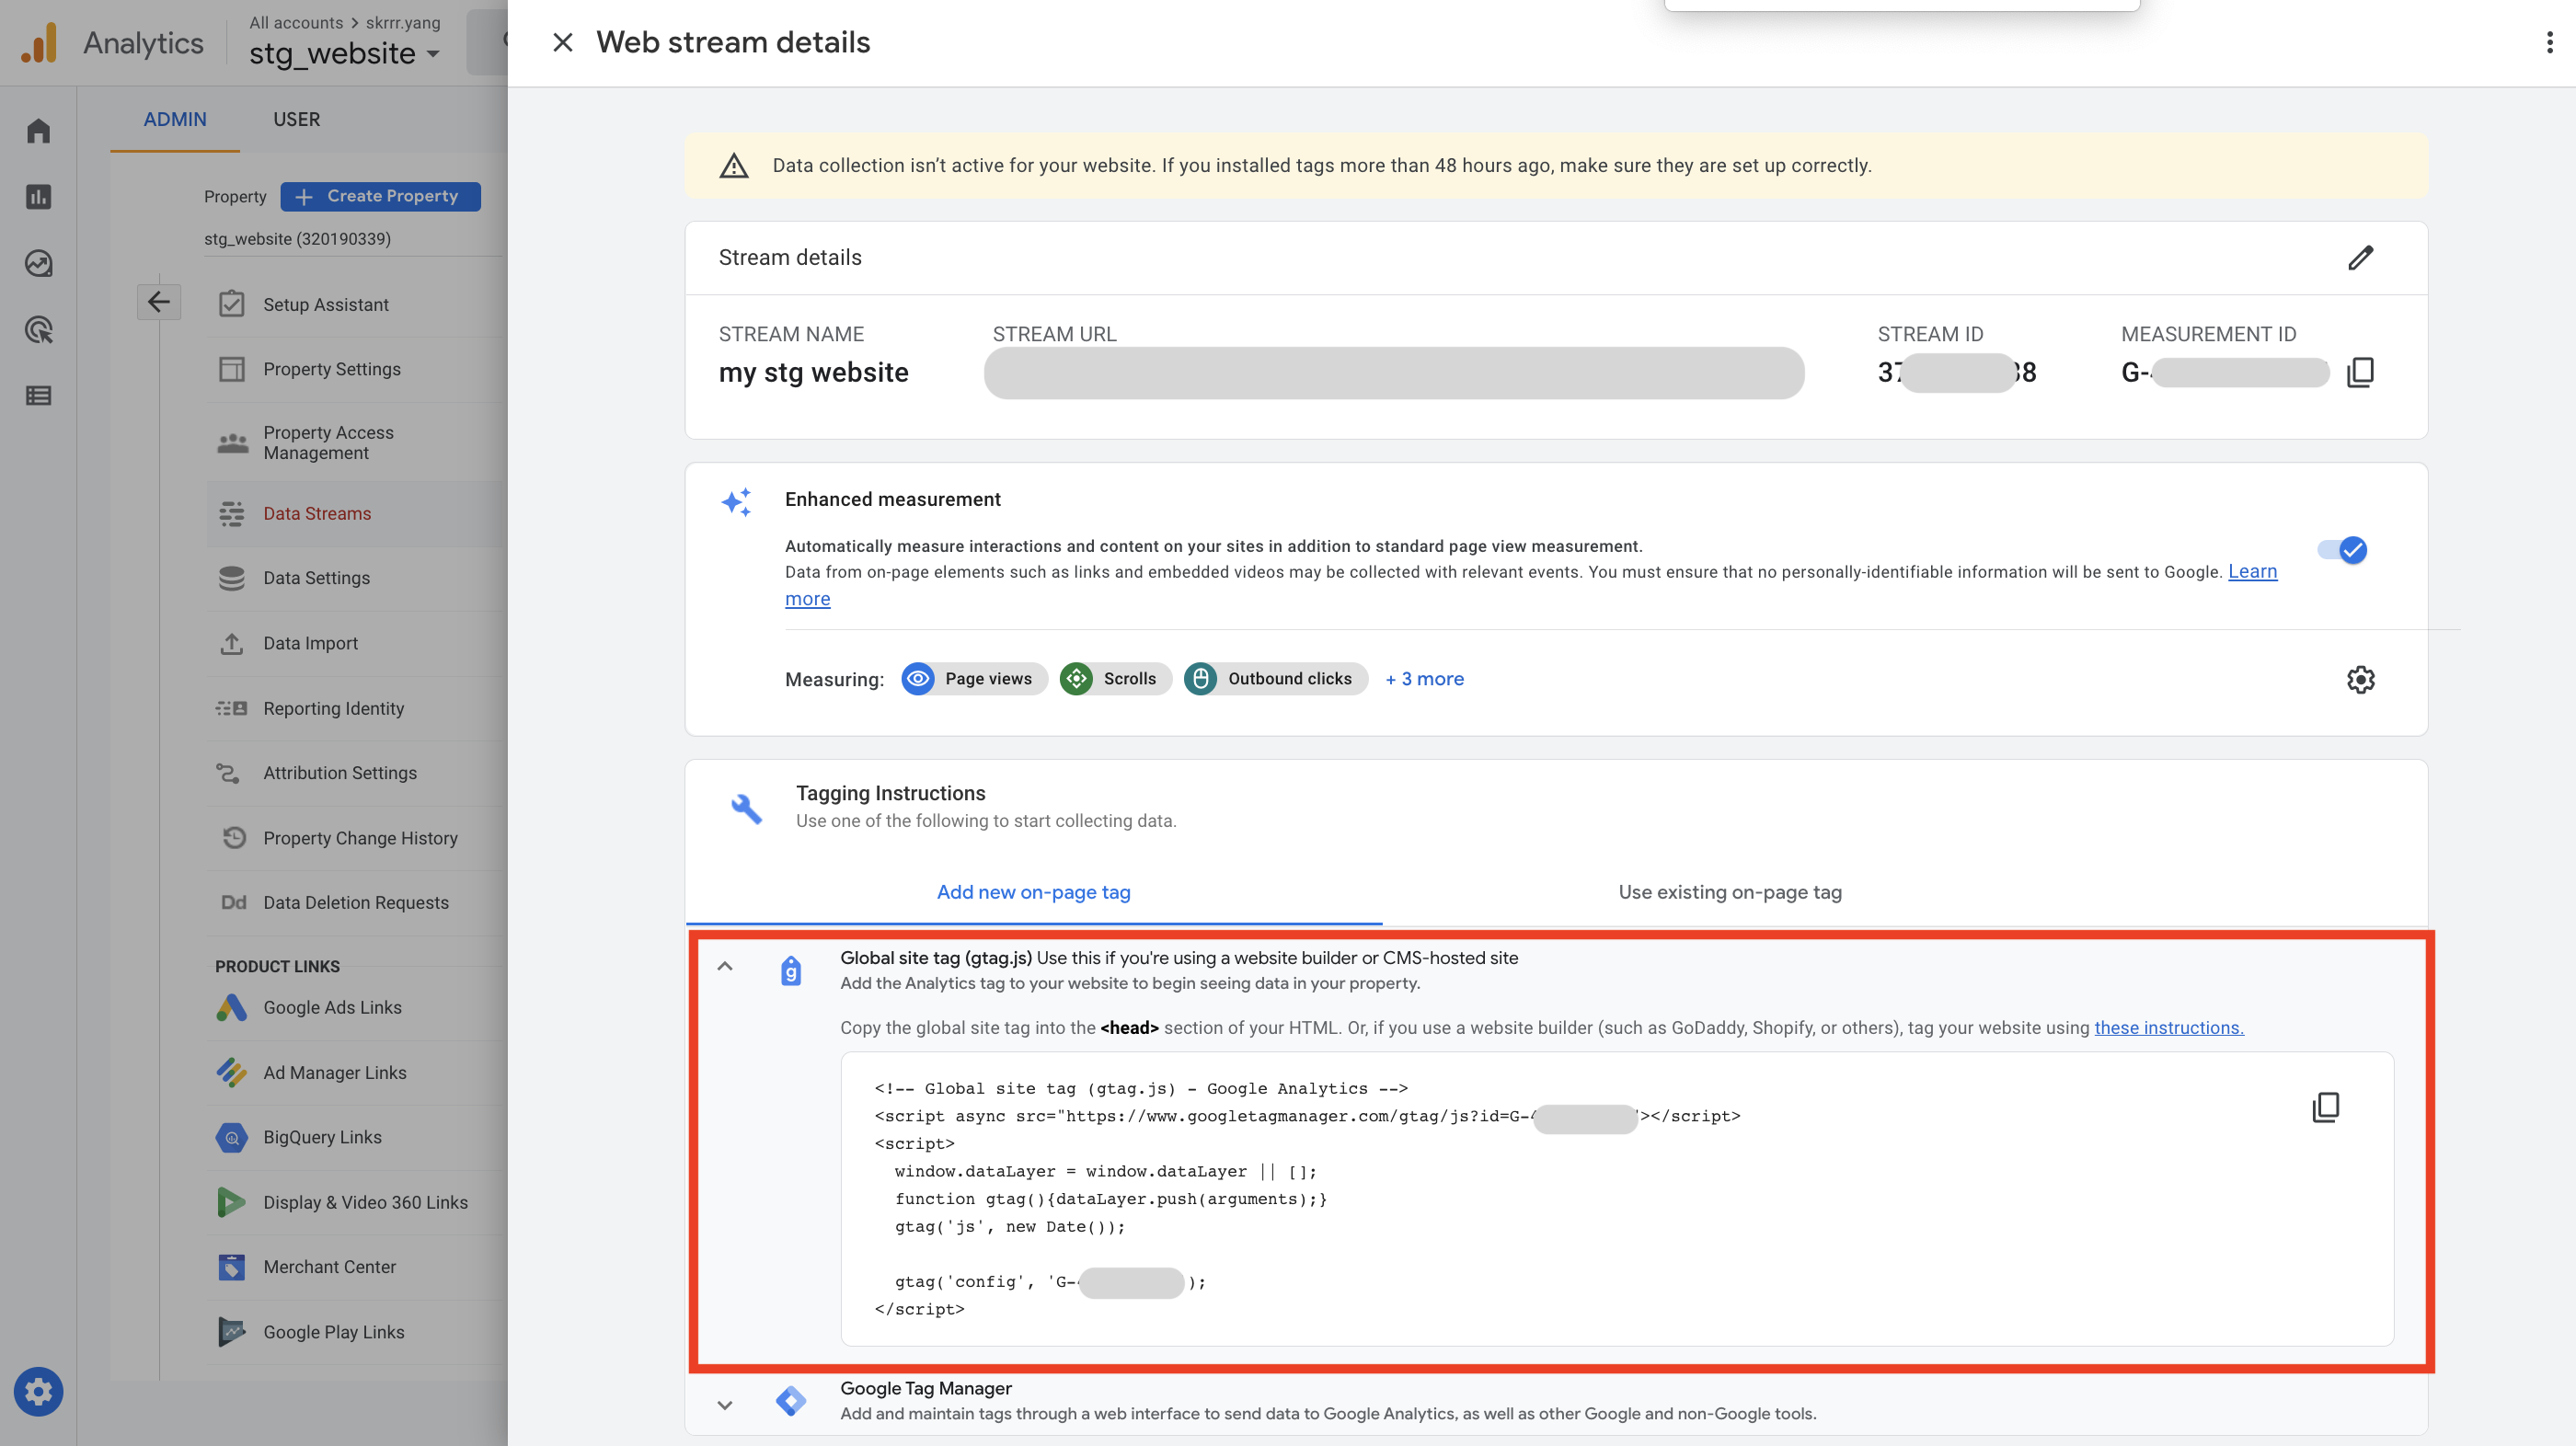 Analytics
All accounts > skrrr.yang
stg_website
Web stream details
ADMIN
USER
Property
+ Create Property
stg_website (320190339)
Setup Assistant
Property Settings
Property Access
Management
Data Streams
Data Settings
Data Import
Reporting Identity
Attribution Settings
Property Change History
Dd Data Deletion Requests
PRODUCT LINKS
Google Ads Links
Ad Manager Links
BigQuery Links
Display & Video 360 Links
Merchant Center
Google Play Links
Data collection isn’t active for your website. If you installed tags more than 48 hours ago, make sure they are set up correctly.
Stream details
STREAM NAME
my stg website
STREAM URL
STREAM ID
37 38
MEASUREMENT ID
G-
Enhanced measurement
Automatically measure interactions and content on your sites in addition to standard page view measurement.
Data from on-page elements such as links and embedded videos may be collected with relevant events. You must ensure that no personally-identifiable information will be sent to Google. Learn
more
Measuring: Page views Scrolls Outbound clicks + 3 more
Tagging Instructions
Use one of the following to start collecting data.
Add new on-page tag
Use existing on-page tag
Global site tag (gtag.js) Use this if you're using a website builder or CMS-hosted site
Add the Analytics tag to your website to begin seeing data in your property.
Copy the global site tag into the <head> section of your HTML. Or, if you use a website builder (such as GoDaddy, Shopify, or others), tag your website using these instructions.
<!-- Global site tag (gtag.js) - Google Analytics -->
<script async src="https://www.googletagmanager.com/gtag/js?id=G- "></script>
<script>
window.dataLayer = window.dataLayer || [];
function gtag(){dataLayer.push(arguments);}
gtag('js', new Date());
gtag('config', 'G- );
</script>
Google Tag Manager
Add and maintain tags through a web interface to send data to Google Analytics, as well as other Google and non-Google tools.